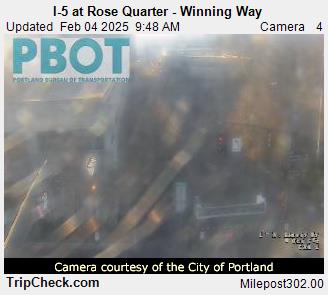 I-5 at Rose Quarter - Winning Way
Updated Feb 04 2025 9:48 AM Camera 4
PBOT
PORTLAND BUREAU OF TRANSPORTATION
Camera courtesy of the City of Portland
TripCheck.com Milepost302.00